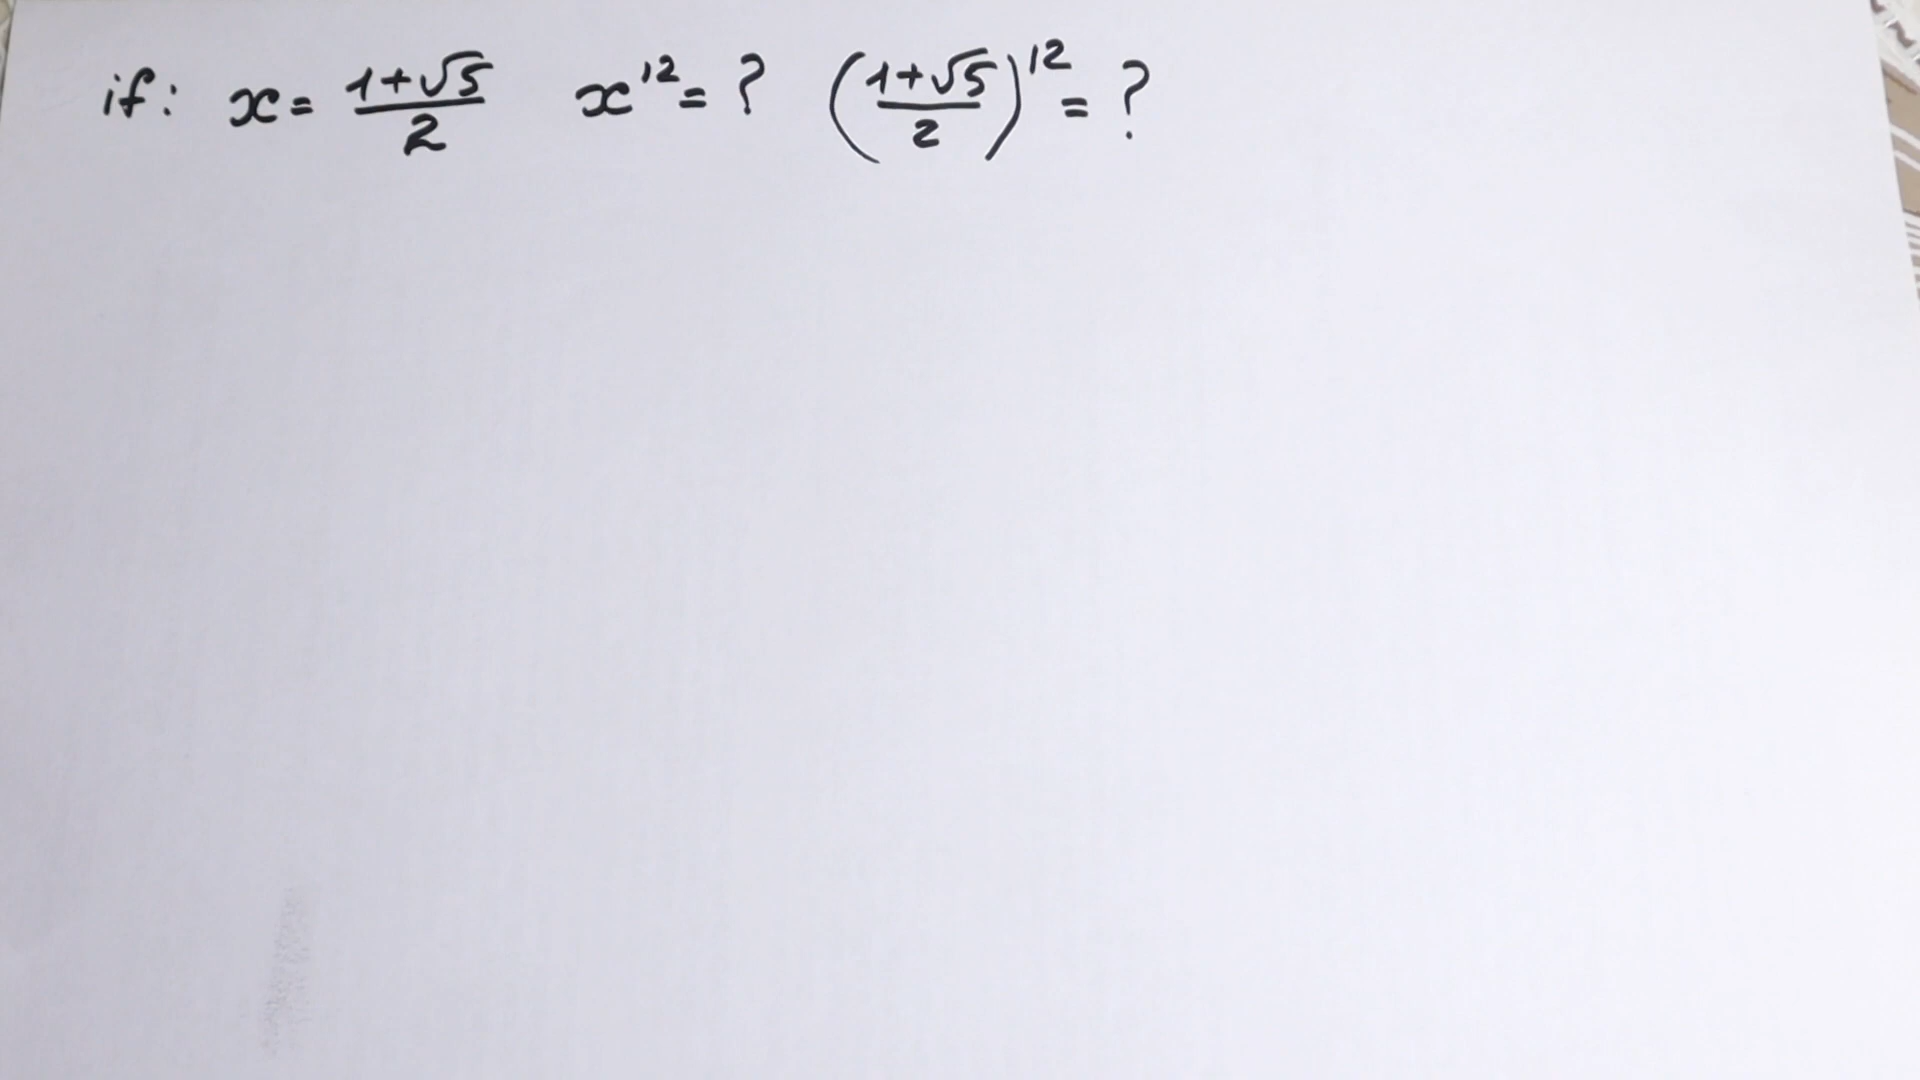 if: x = (1+√5)/2   x¹² = ?   ((1+√5)/2)¹² = ?